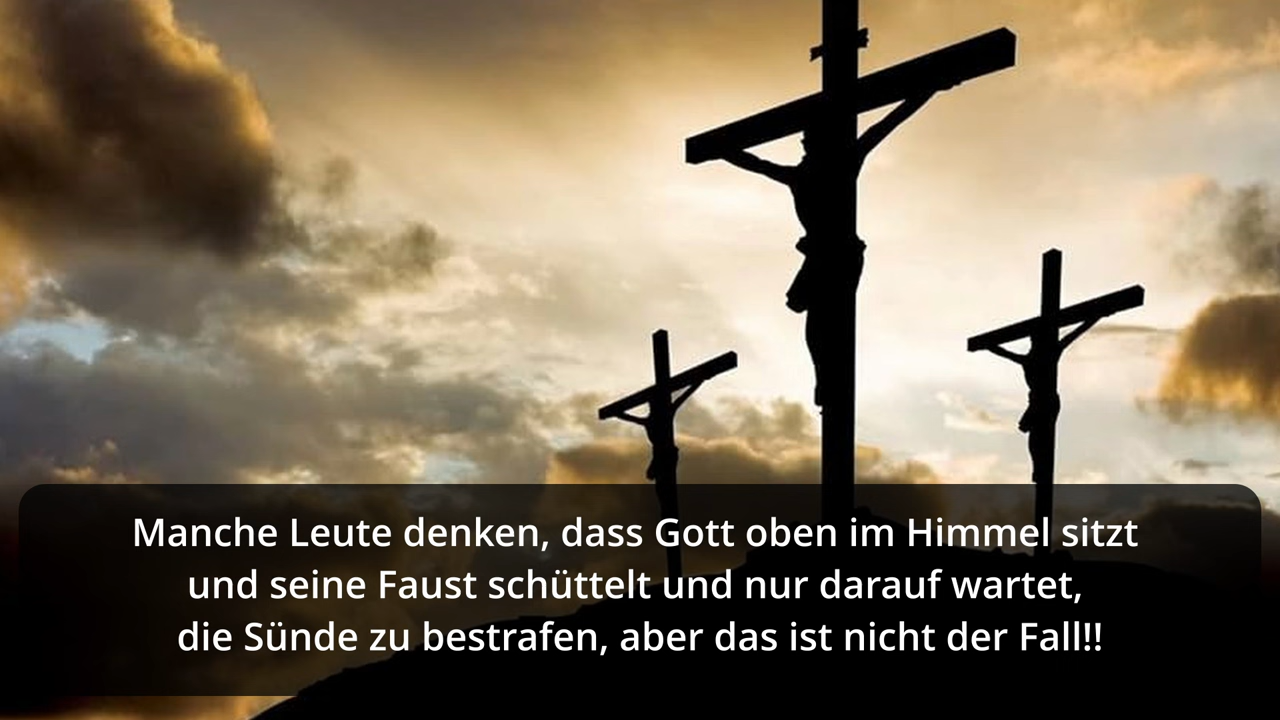 Manche Leute denken, dass Gott oben im Himmel sitzt
und seine Faust schüttelt und nur darauf wartet,
die Sünde zu bestrafen, aber das ist nicht der Fall!!